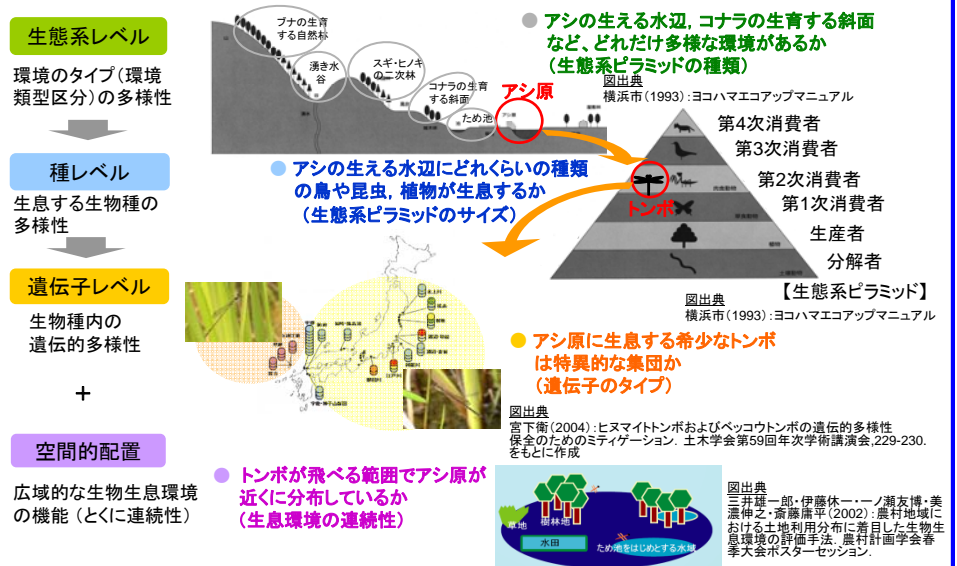 生態系レベル
環境のタイプ(環境
類型区分)の多様性
種レベル
生息する生物種の
多様性
遺伝子レベル
生物種内の
遺伝的多様性
+
空間的配置
広域的な生物生息環境
の機能 (とくに連続性)
ブナの生育
する自然林
湧き水
谷
スギ・ヒノキ
の二次林
コナラの生育
する斜面
ため池
アシ原
● アシの生える水辺, コナラの生育する斜面
など、どれだけ多様な環境があるか
(生態系ピラミッドの種類)
図出典
横浜市(1993):ヨコハマエコアップマニュアル
● アシの生える水辺にどれくらいの種類
の鳥や昆虫, 植物が生息するか
(生態系ピラミッドのサイズ)
トンボ
第4次消費者
第3次消費者
第2次消費者
第1次消費者
生産者
分解者
【生態系ピラミッド】
図出典
横浜市(1993):ヨコハマエコアップマニュアル
● アシ原に生息する希少なトンボ
は特異的な集団か
(遺伝子のタイプ)
図出典
宮下衛(2004):ヒヌマイトトンボおよびベッコウトンボの遺伝的多様性
保全のためのミティゲーション. 土木学会第59回年次学術講演会,229-230.
をもとに作成
● トンボが飛べる範囲でアシ原が
近くに分布しているか
(生息環境の連続性)
草地
樹林地
水田
ため池をはじめとする水域
図出典
三井雄一郎・伊藤休一・一ノ瀬友博・美
濃伸之・斎藤庸平(2002):農村地域に
おける土地利用分布に着目した生物生
息環境の評価手法. 農村計画学会春
季大会ポスターセッション.